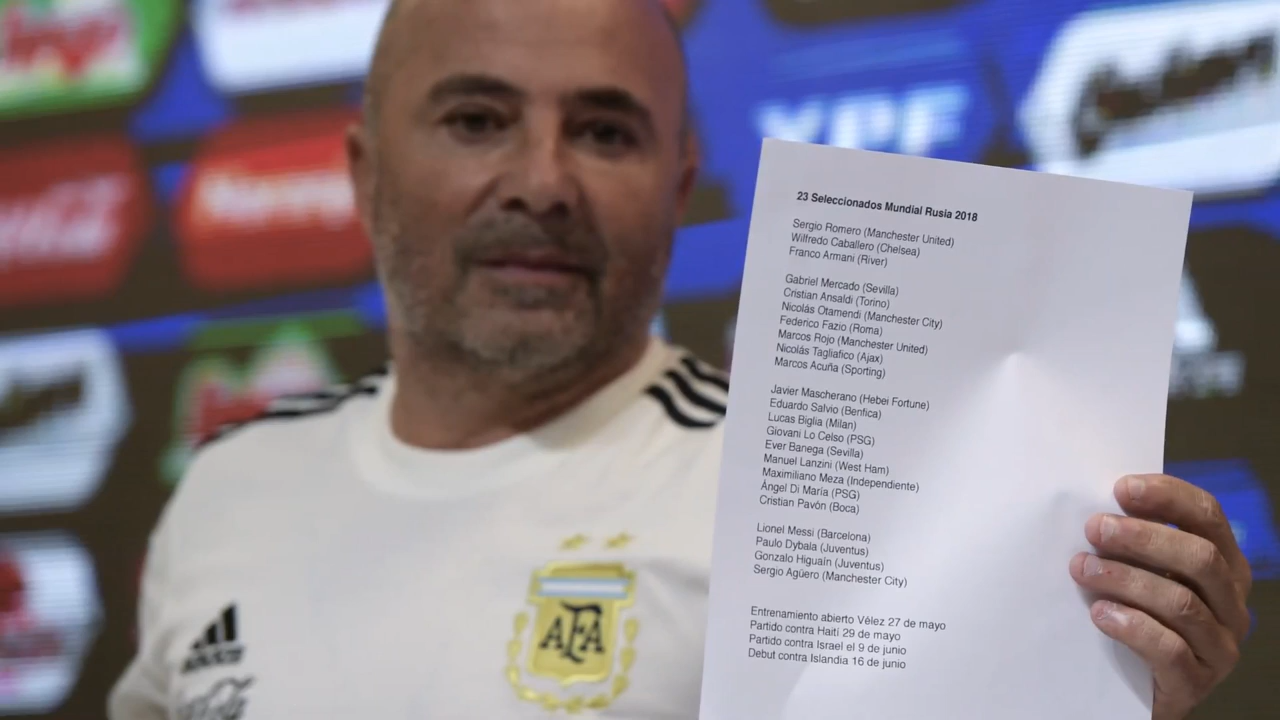 YPF
23 Seleccionados Mundial Rusia 2018
Sergio Romero (Manchester United)
Wilfredo Caballero (Chelsea)
Franco Armani (River)
Gabriel Mercado (Sevilla)
Cristian Ansaldi (Torino)
Nicolás Otamendi (Manchester City)
Federico Fazio (Roma)
Marcos Rojo (Manchester United)
Nicolás Tagliafico (Ajax)
Marcos Acuña (Sporting)
Javier Mascherano (Hebei Fortune)
Eduardo Salvio (Benfica)
Lucas Biglia (Milan)
Giovani Lo Celso (PSG)
Ever Banega (Sevilla)
Manuel Lanzini (West Ham)
Maximiliano Meza (Independiente)
Ángel Di María (PSG)
Cristian Pavón (Boca)
Lionel Messi (Barcelona)
Paulo Dybala (Juventus)
Gonzalo Higuaín (Juventus)
Sergio Agüero (Manchester City)
Entrenamiento abierto Vélez 27 de mayo
Partido contra Haití 29 de mayo
Partido contra Israel el 9 de junio
Debut contra Islandia 16 de junio
AFA
adidas